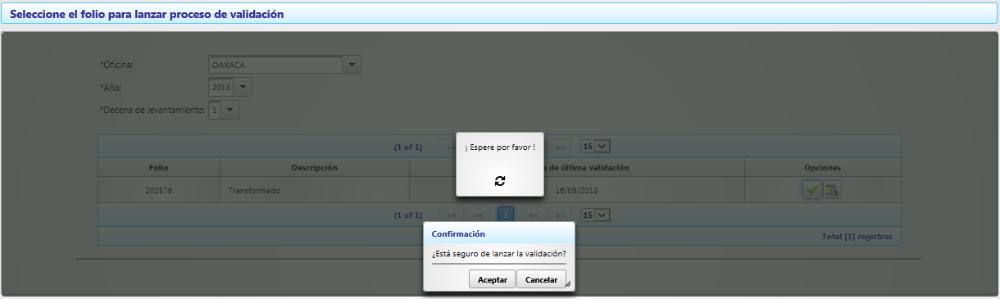 Seleccione el folio para lanzar proceso de validación
*Oficina: OAXACA
*Año: 2013
*Decena de levantamiento: 1
(1 of 1) 15
¡ Espere por favor !
Folio Descripción a de última validación Opciones
202576 Transformado 16/08/2013
(1 of 1) 1 15
Total [1] registros
Confirmación
¿Está seguro de lanzar la validación?
Aceptar Cancelar